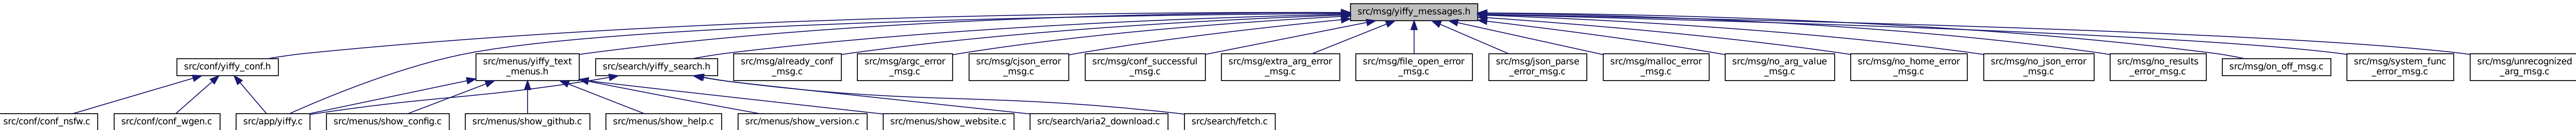 src/msg/yiffy_messages.h
src/conf/yiffy_conf.h
src/menus/yiffy_text
_menus.h
src/search/yiffy_search.h
src/msg/already_conf
_msg.c
src/msg/argc_error
_msg.c
src/msg/cjson_error
_msg.c
src/msg/conf_successful
_msg.c
src/msg/extra_arg_error
_msg.c
src/msg/file_open_error
_msg.c
src/msg/json_parse
_error_msg.c
src/msg/malloc_error
_msg.c
src/msg/no_arg_value
_msg.c
src/msg/no_home_error
_msg.c
src/msg/no_json_error
_msg.c
src/msg/no_results
_error_msg.c
src/msg/on_off_msg.c
src/msg/system_func
_error_msg.c
src/msg/unrecognized
_arg_msg.c
src/conf/conf_nsfw.c
src/conf/conf_wgen.c
src/app/yiffy.c
src/menus/show_config.c
src/menus/show_github.c
src/menus/show_help.c
src/menus/show_version.c
src/menus/show_website.c
src/search/aria2_download.c
src/search/fetch.c